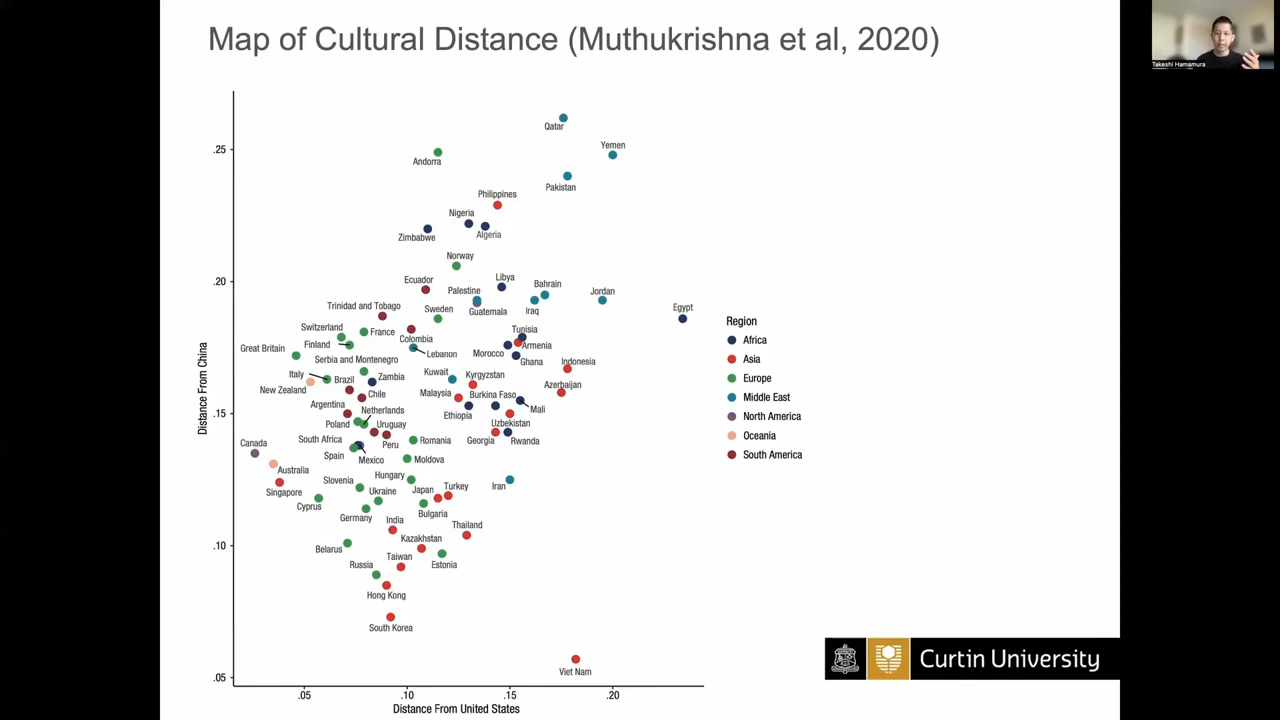 Map of Cultural Distance (Muthukrishna et al, 2020)
Takeshi Hamamura
Distance From China
.25
.20
.15
.10
.05
Qatar
Yemen
Andorra
Pakistan
Philippines
Nigeria
Zimbabwe
Algeria
Norway
Ecuador
Libya
Palestine
Bahrain
Jordan
Trinidad and Tobago
Sweden
Guatemala
Iraq
Egypt
Switzerland
France
Tunisia
Finland
Colombia
Armenia
Great Britain
Lebanon
Morocco
Serbia and Montenegro
Ghana
Indonesia
Italy
Brazil
Zambia
Kuwait
Kyrgyzstan
New Zealand
Chile
Malaysia
Burkina Faso
Azerbaijan
Argentina
Netherlands
Ethiopia
Mali
Poland
Uruguay
Uzbekistan
South Africa
Peru
Georgia
Rwanda
Canada
Spain
Mexico
Romania
Moldova
Australia
Slovenia
Hungary
Singapore
Ukraine
Japan
Turkey
Iran
Cyprus
Germany
Bulgaria
India
Thailand
Belarus
Kazakhstan
Taiwan
Russia
Estonia
Hong Kong
South Korea
Viet Nam
.05
.10
.15
.20
Distance From United States
Region
Africa
Asia
Europe
Middle East
North America
Oceania
South America
Curtin University